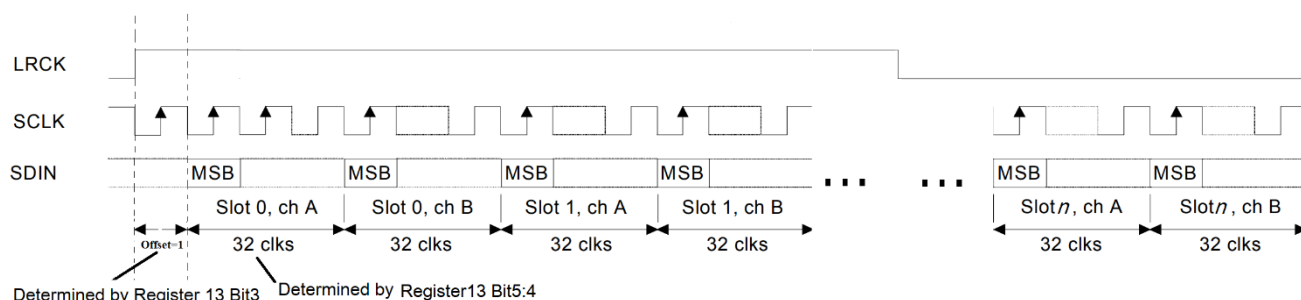 LRCK
SCLK
SDIN
MSB MSB MSB MSB MSB MSB
Slot 0, ch A Slot 0, ch B Slot 1, ch A Slot 1, ch B Slotn, ch A Slotn, ch B
Offset=1 32 clks 32 clks 32 clks 32 clks 32 clks 32 clks
Determined by Register 13 Bit3 Determined by Register13 Bit5:4